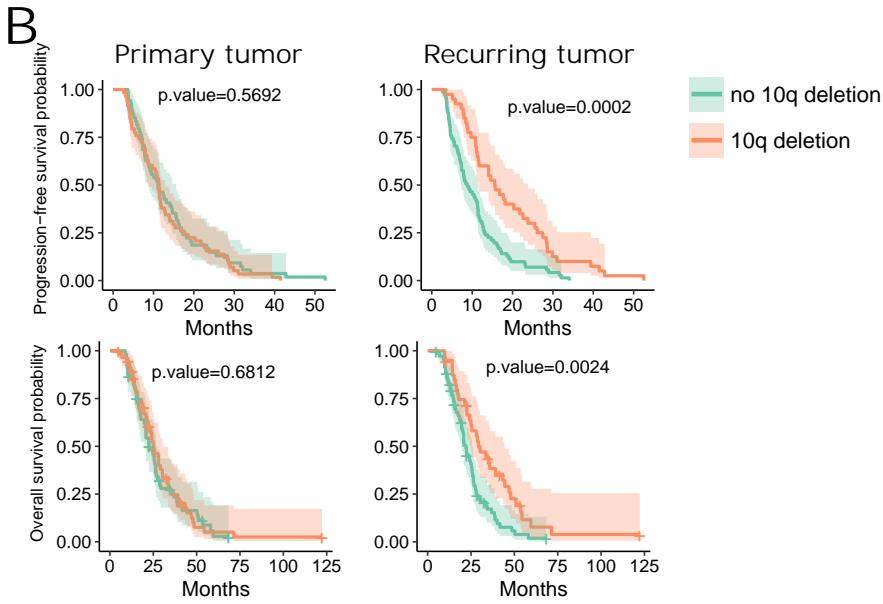 B
Primary tumor
Recurring tumor
Progression−free survival probability
1.00
0.75
0.50
0.25
0.00
p.value=0.5692
0 10 20 30 40 50
Months
1.00
0.75
0.50
0.25
0.00
p.value=0.0002
0 10 20 30 40 50
Months
no 10q deletion
10q deletion
Overall survival probability
1.00
0.75
0.50
0.25
0.00
p.value=0.6812
0 25 50 75 100 125
Months
1.00
0.75
0.50
0.25
0.00
p.value=0.0024
0 25 50 75 100 125
Months